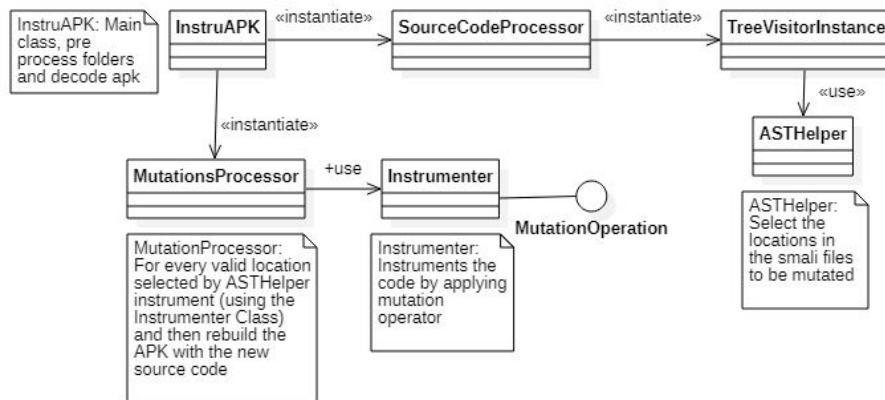 InstruAPK: Main
class, pre
process folders
and decode apk
InstruAPK
«instantiate»
SourceCodeProcessor
«instantiate»
TreeVisitorInstance
«instantiate»
«use»
ASTHelper
MutationsProcessor
+use
Instrumenter
MutationOperation
MutationProcessor:
For every valid location
selected by ASTHelper
instrument (using the
Instrumenter Class)
and then rebuild the
APK with the new
source code
Instrumenter:
Instruments the
code by applying
mutation
operator
ASTHelper:
Select the
locations in
the smali files
to be mutated